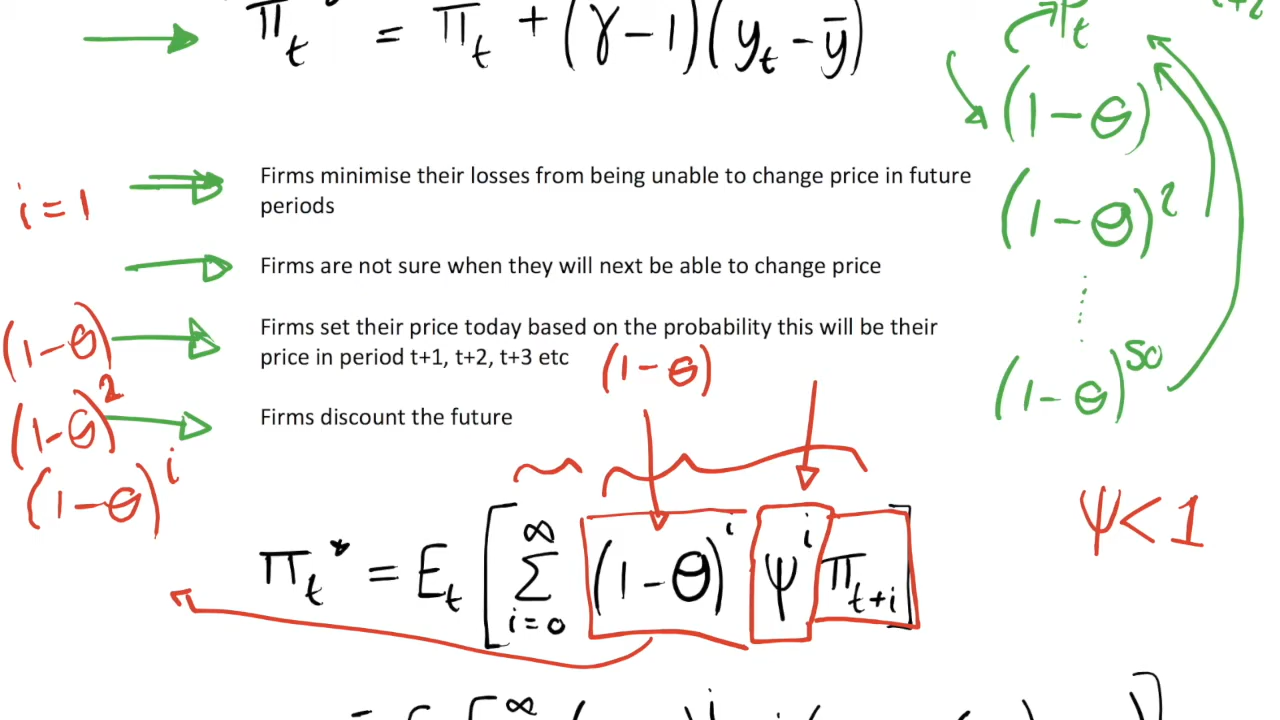 π_t = π_t + (γ-1)(y_t - ȳ)
P_t
(1-θ)
i=1
Firms minimise their losses from being unable to change price in future
periods
(1-θ)²
Firms are not sure when they will next be able to change price
(1-θ)
Firms set their price today based on the probability this will be their
price in period t+1, t+2, t+3 etc
(1-θ)
(1-θ)^50
(1-θ)²
Firms discount the future
(1-θ)^i
ψ<1
π_t* = E_t [∑_{i=0}^∞ (1-θ)^i ψ^i π_{t+i}]